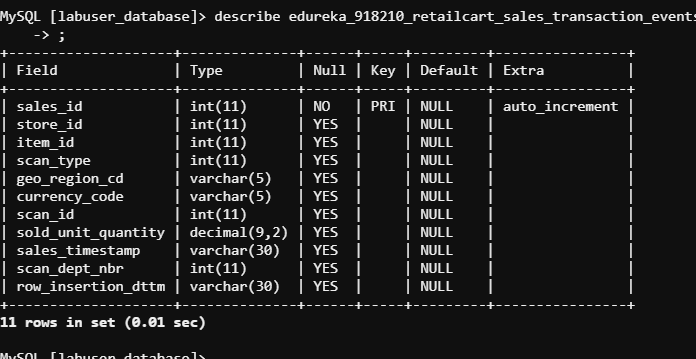 MySQL [labuser_database]> describe edureka_918210_retailcart_sales_transaction_events
    -> ;
+--------------------+--------------+------+-----+---------+----------------+
| Field              | Type         | Null | Key | Default | Extra          |
+--------------------+--------------+------+-----+---------+----------------+
| sales_id           | int(11)      | NO   | PRI | NULL    | auto_increment |
| store_id           | int(11)      | YES  |     | NULL    |                |
| item_id            | int(11)      | YES  |     | NULL    |                |
| scan_type          | int(11)      | YES  |     | NULL    |                |
| geo_region_cd      | varchar(5)   | YES  |     | NULL    |                |
| currency_code      | varchar(5)   | YES  |     | NULL    |                |
| scan_id            | int(11)      | YES  |     | NULL    |                |
| sold_unit_quantity | decimal(9,2) | YES  |     | NULL    |                |
| sales_timestamp    | varchar(30)  | YES  |     | NULL    |                |
| scan_dept_nbr      | int(11)      | YES  |     | NULL    |                |
| row_insertion_dttm | varchar(30)  | YES  |     | NULL    |                |
+--------------------+--------------+------+-----+---------+----------------+
11 rows in set (0.01 sec)
MySQL [labuser_database]>